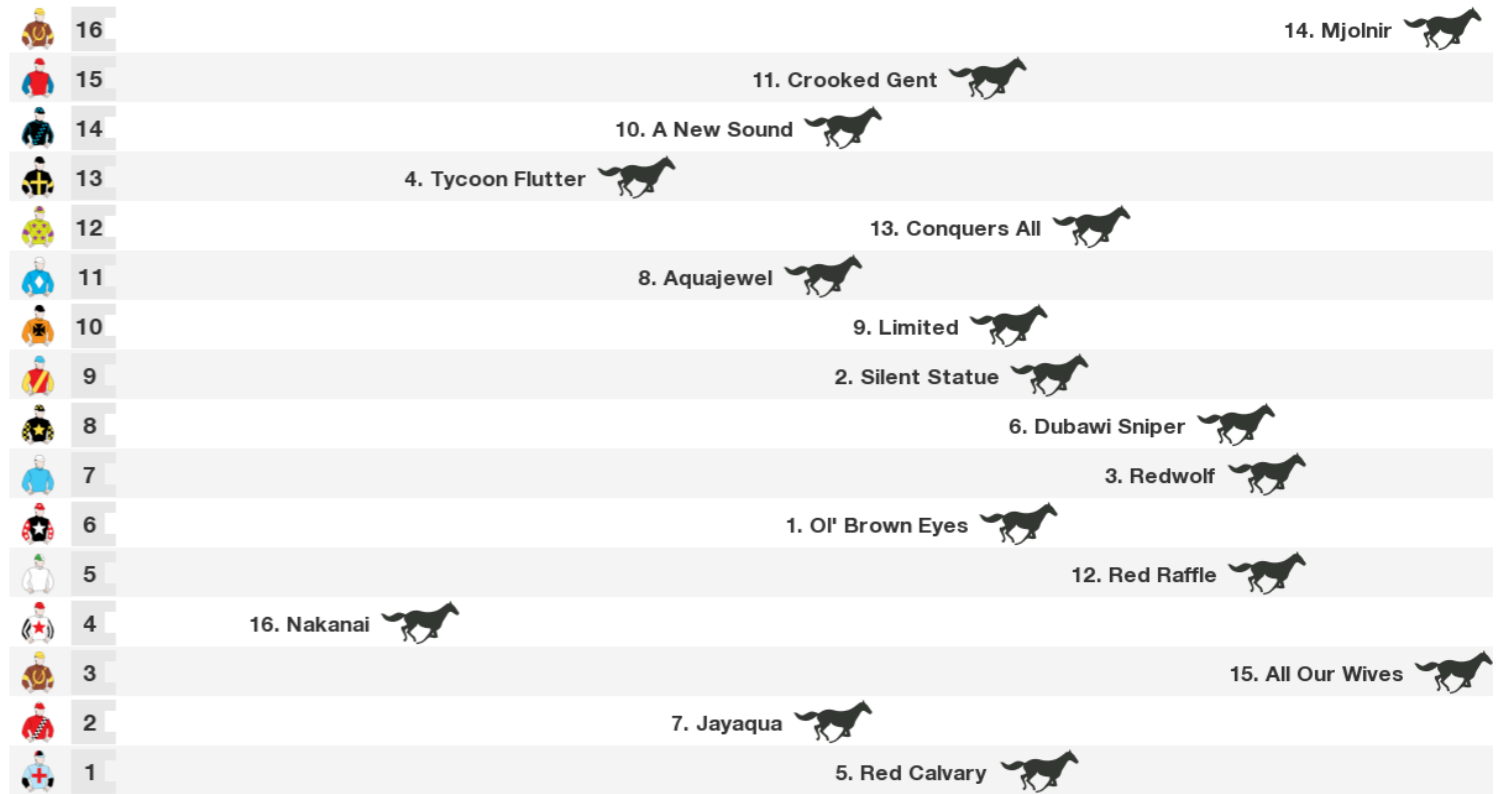 16 14. Mjolnir
15 11. Crooked Gent
14 10. A New Sound
13 4. Tycoon Flutter
12 13. Conquers All
11 8. Aquajewel
10 9. Limited
9 2. Silent Statue
8 6. Dubawi Sniper
7 3. Redwolf
6 1. Ol' Brown Eyes
5 12. Red Raffle
4 16. Nakanai
3 15. All Our Wives
2 7. Jayaqua
1 5. Red Calvary